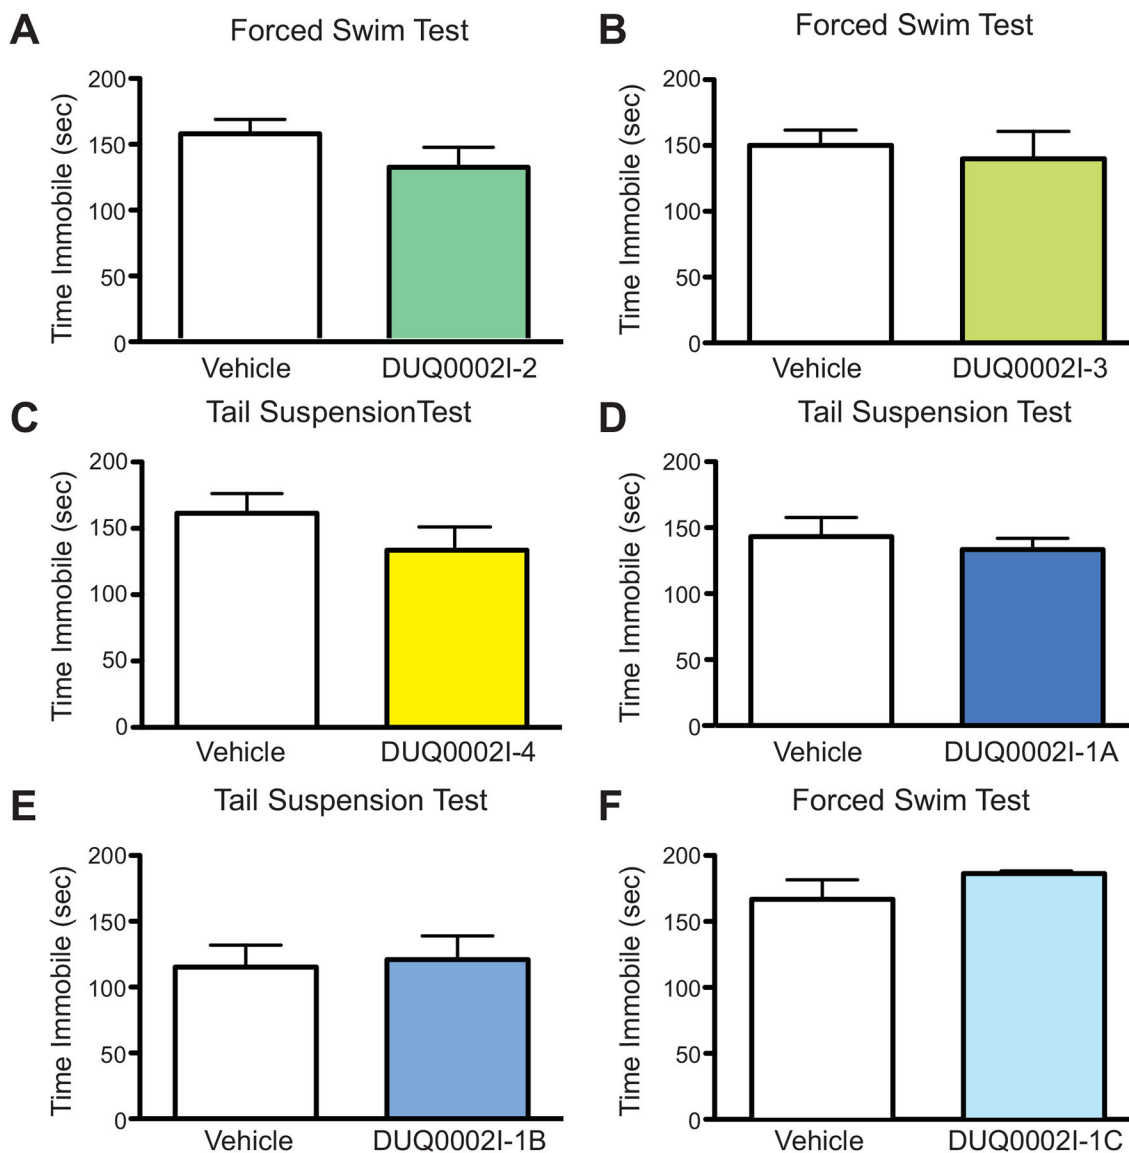 A
Forced Swim Test
Time Immobile (sec)
200
150
100
50
0
Vehicle
DUQ0002I-2
B
Forced Swim Test
Time Immobile (sec)
200
150
100
50
0
Vehicle
DUQ0002I-3
C
Tail SuspensionTest
Time Immobile (sec)
200
150
100
50
0
Vehicle
DUQ0002I-4
D
Tail Suspension Test
Time Immobile (sec)
200
150
100
50
0
Vehicle
DUQ0002I-1A
E
Tail Suspension Test
Time Immobile (sec)
200
150
100
50
0
Vehicle
DUQ0002I-1B
F
Forced Swim Test
Time Immobile (sec)
200
150
100
50
0
Vehicle
DUQ0002I-1C